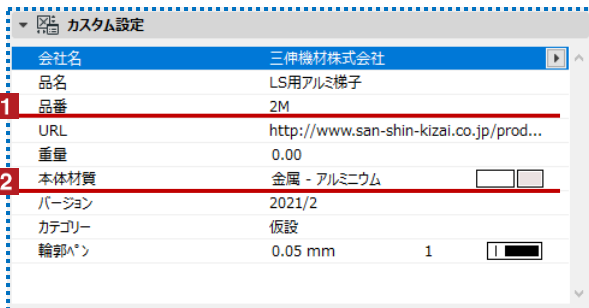 カスタム設定
会社名 三伸機材株式会社
品名 LS用アルミ梯子
1 品番 2M
URL http://www.san-shin-kizai.co.jp/prod...
重量 0.00
2 本体材質 金属 - アルミニウム
バージョン 2021/2
カテゴリー 仮設
輪郭ペン 0.05 mm 1